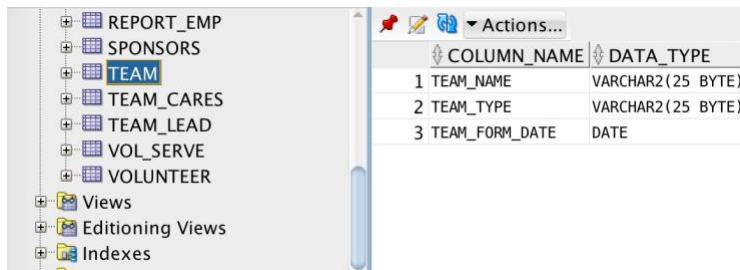 REPORT_EMP
SPONSORS
TEAM
TEAM_CARES
TEAM_LEAD
VOL_SERVE
VOLUNTEER
Views
Editioning Views
Indexes
Actions...
COLUMN_NAME DATA_TYPE
1 TEAM_NAME VARCHAR2(25 BYTE)
2 TEAM_TYPE VARCHAR2(25 BYTE)
3 TEAM_FORM_DATE DATE